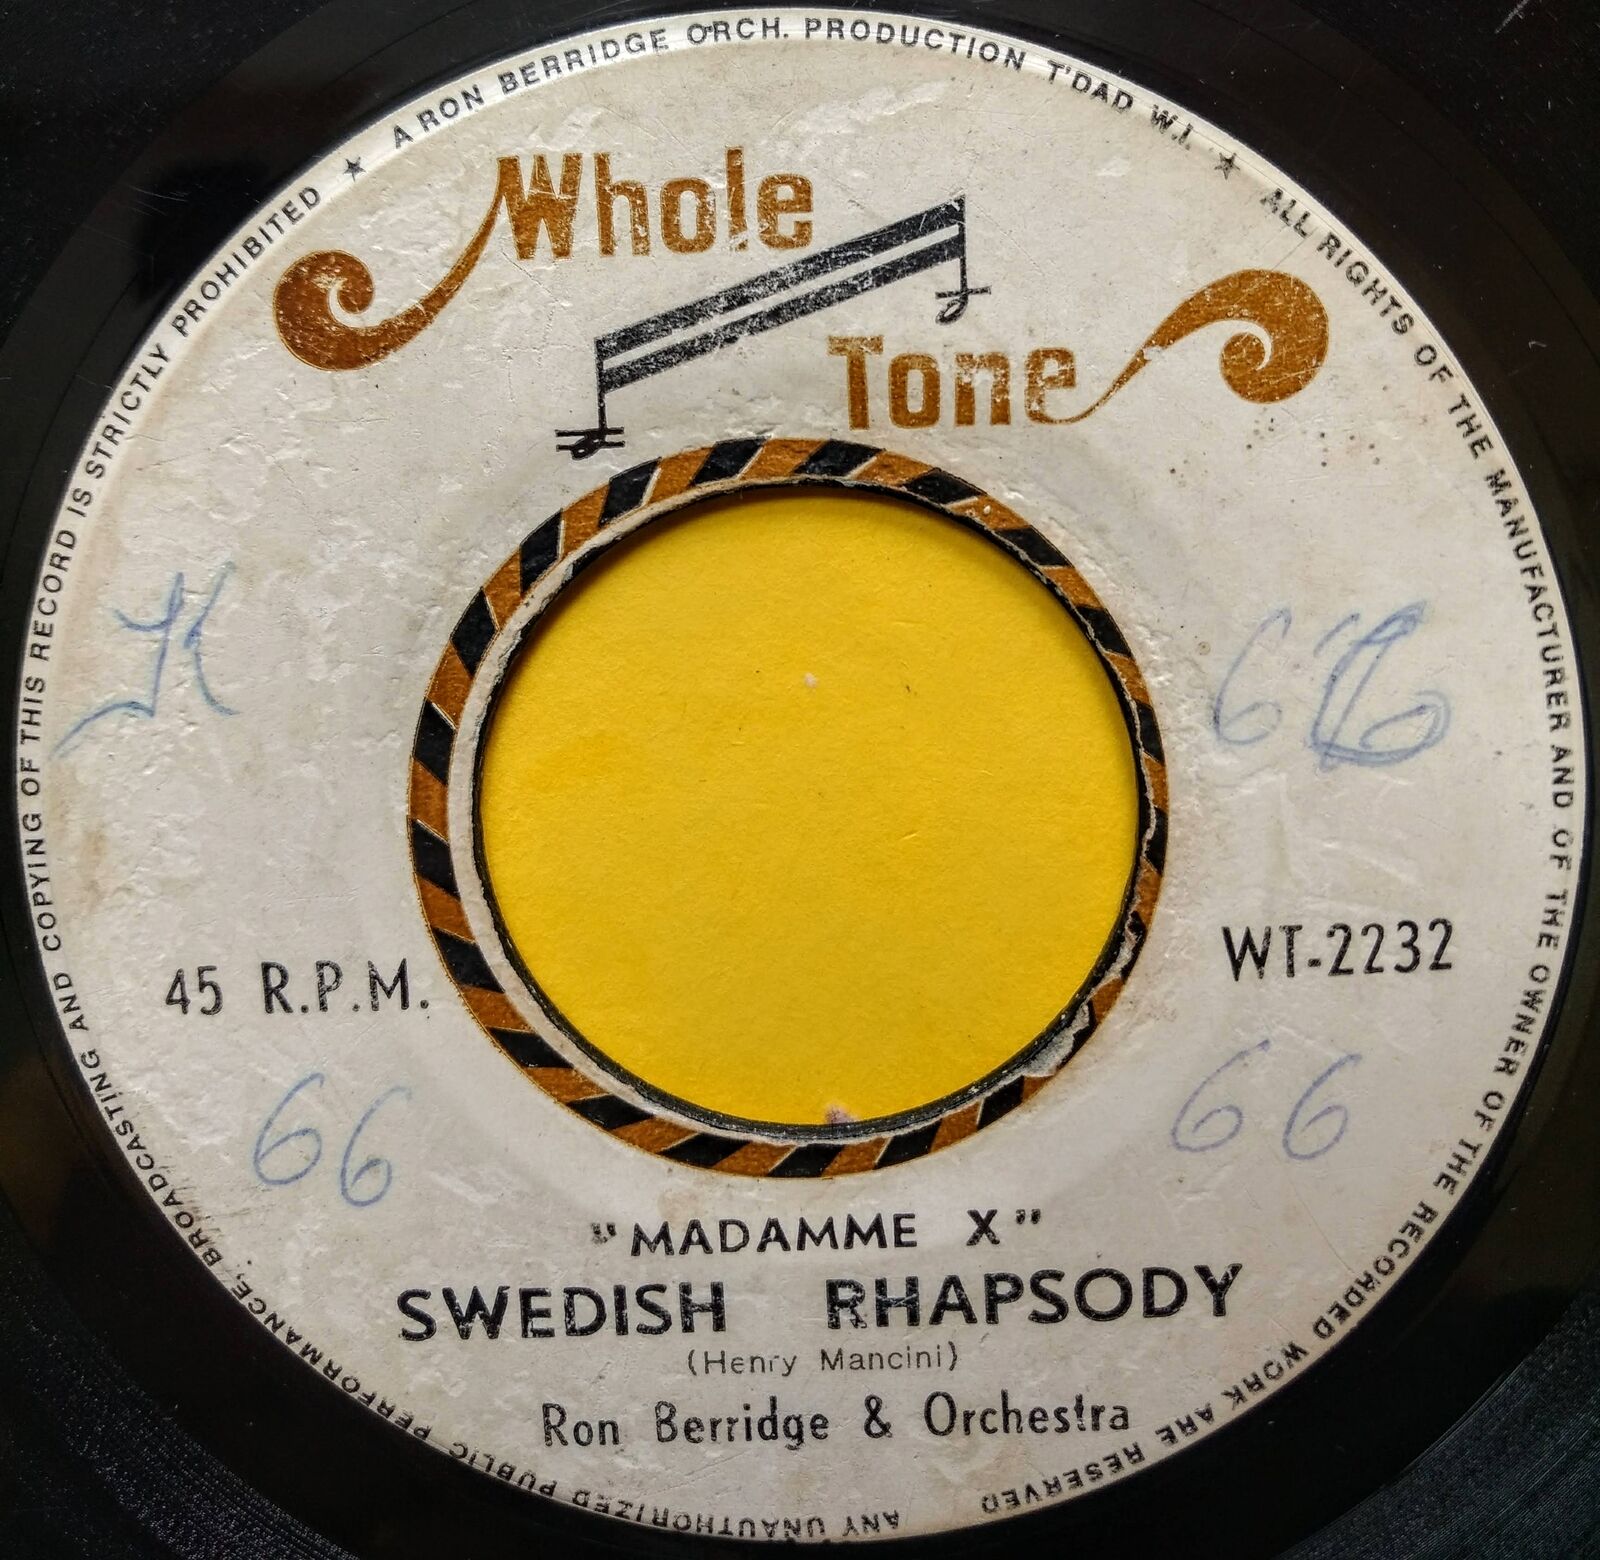 A RON BERRIDGE ORCH. PRODUCTION T'DAD W.I. ★ ALL RIGHTS OF THE MANUFACTURER AND OF THE OWNER OF THE RECORDED WORK ARE RESERVED
ANY UNAUTHORIZED PUBLIC PERFORMANCE, BROADCASTING AND COPYING OF THIS RECORD IS STRICTLY PROHIBITED ★
Whole
Tone
66
45 R.P.M.
WT-2232
66
66
"MADAMME X"
SWEDISH RHAPSODY
(Henry Mancini)
Ron Berridge & Orchestra